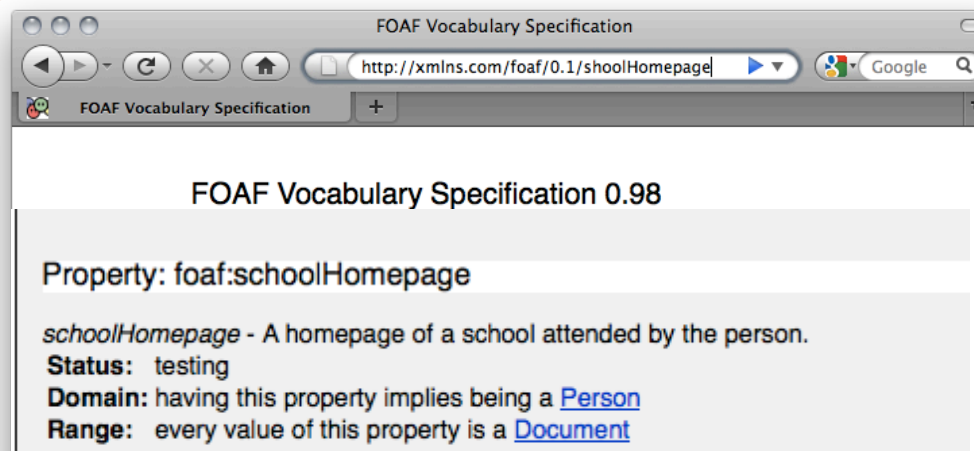 FOAF Vocabulary Specification
http://xmlns.com/foaf/0.1/shoolHomepage
Google
FOAF Vocabulary Specification +
FOAF Vocabulary Specification 0.98
Property: foaf:schoolHomepage
schoolHomepage - A homepage of a school attended by the person.
Status: testing
Domain: having this property implies being a Person
Range: every value of this property is a Document